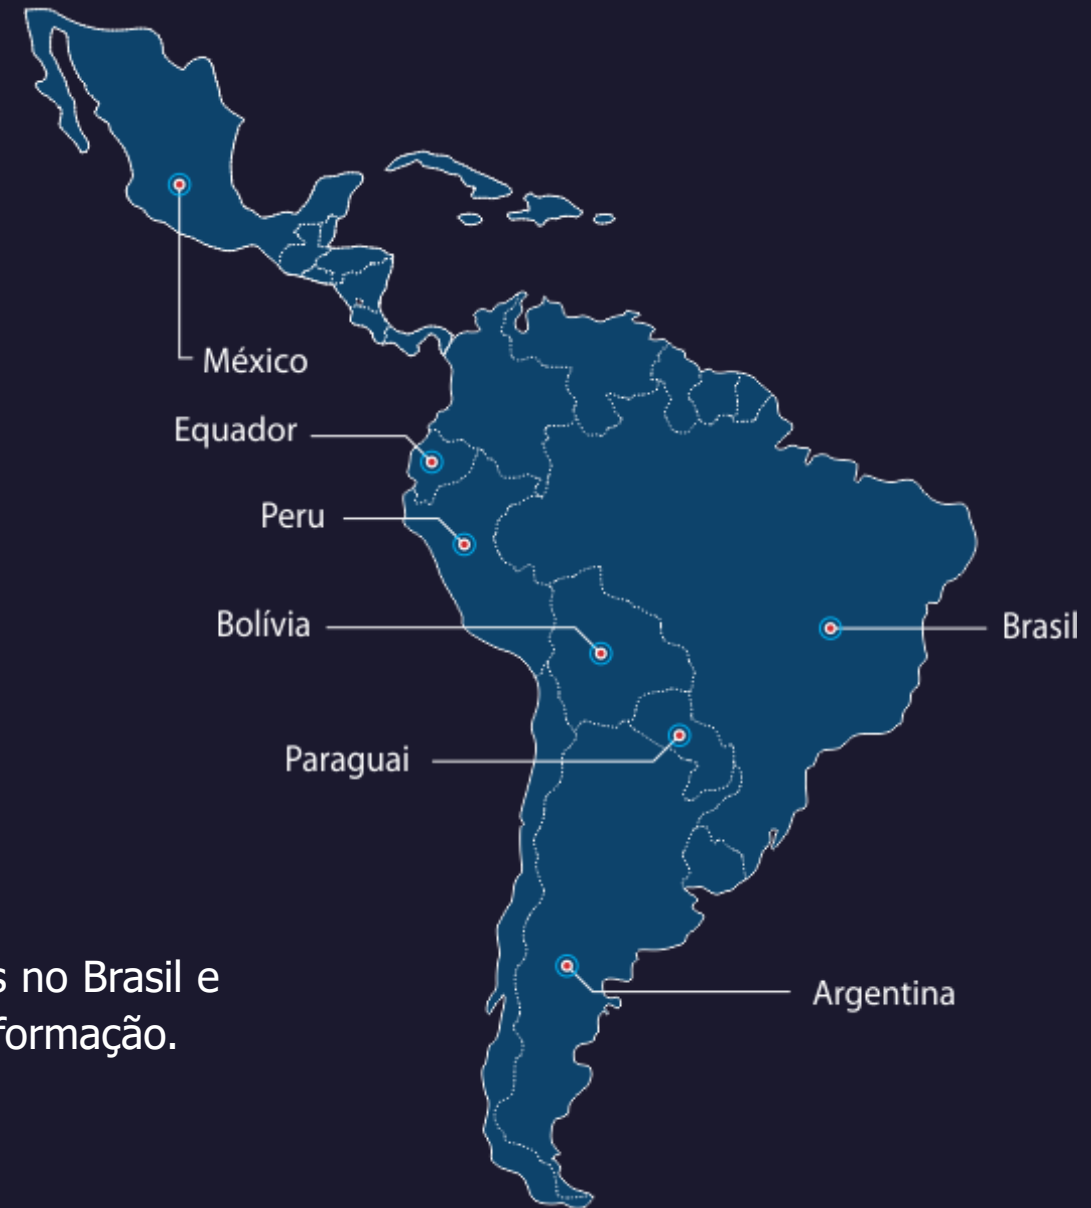 México
Equador
Peru
Bolívia
Brasil
Paraguai
no Brasil e
Argentina
formação.